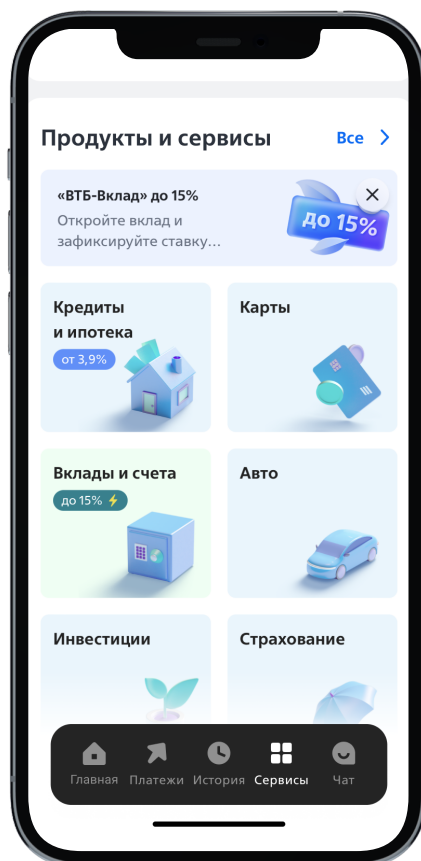 Продукты и сервисы
Все
«ВТБ-Вклад» до 15%
Откройте вклад и
зафиксируйте ставку...
до 15%
Кредиты
и ипотека
от 3,9%
Карты
Вклады и счета
до 15%
Авто
Инвестиции
Страхование
Главная
Платежи
История
Сервисы
Чат